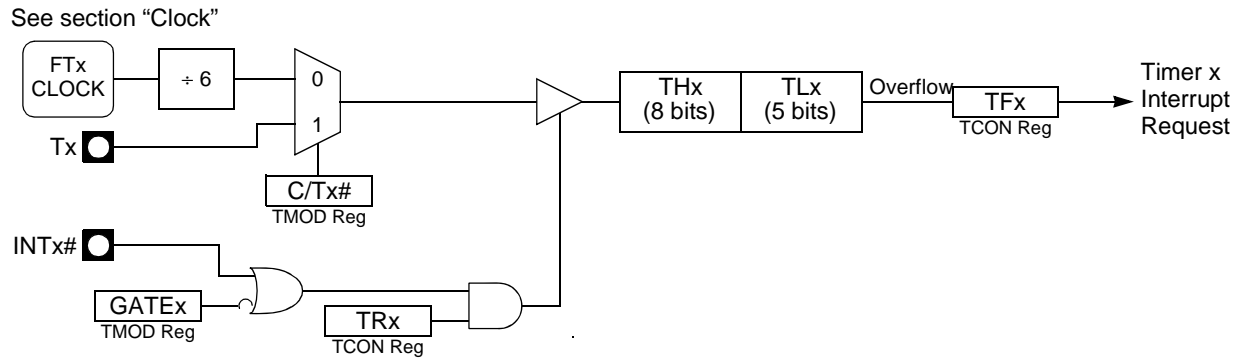 See section “Clock”
FTx
CLOCK
÷ 6
0
1
Tx
C/Tx#
TMOD Reg
THx
(8 bits)
TLx
(5 bits)
Overflow
TFx
TCON Reg
Timer x
Interrupt
Request
INTx#
GATEx
TMOD Reg
TRx
TCON Reg